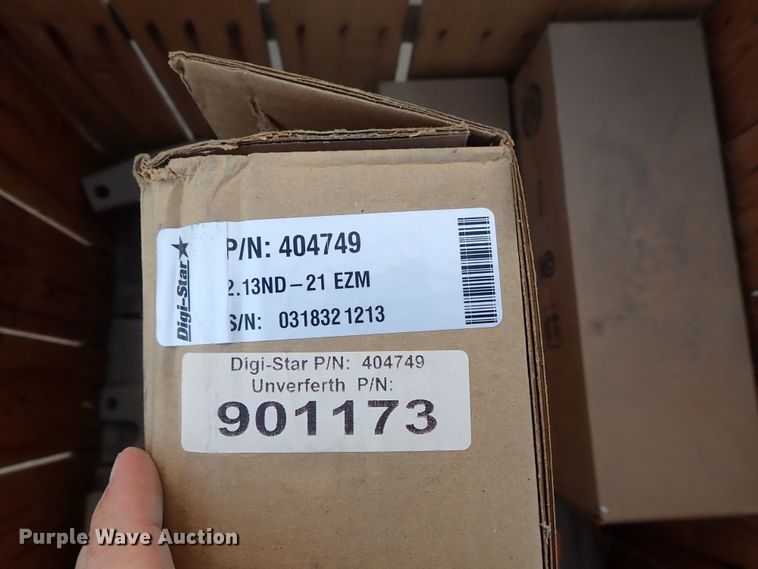 Digi-Star
P/N: 404749
2.13ND-21 EZM
S/N: 0318321213
Digi-Star P/N: 404749
Unverferth P/N:
901173
Purple Wave Auction